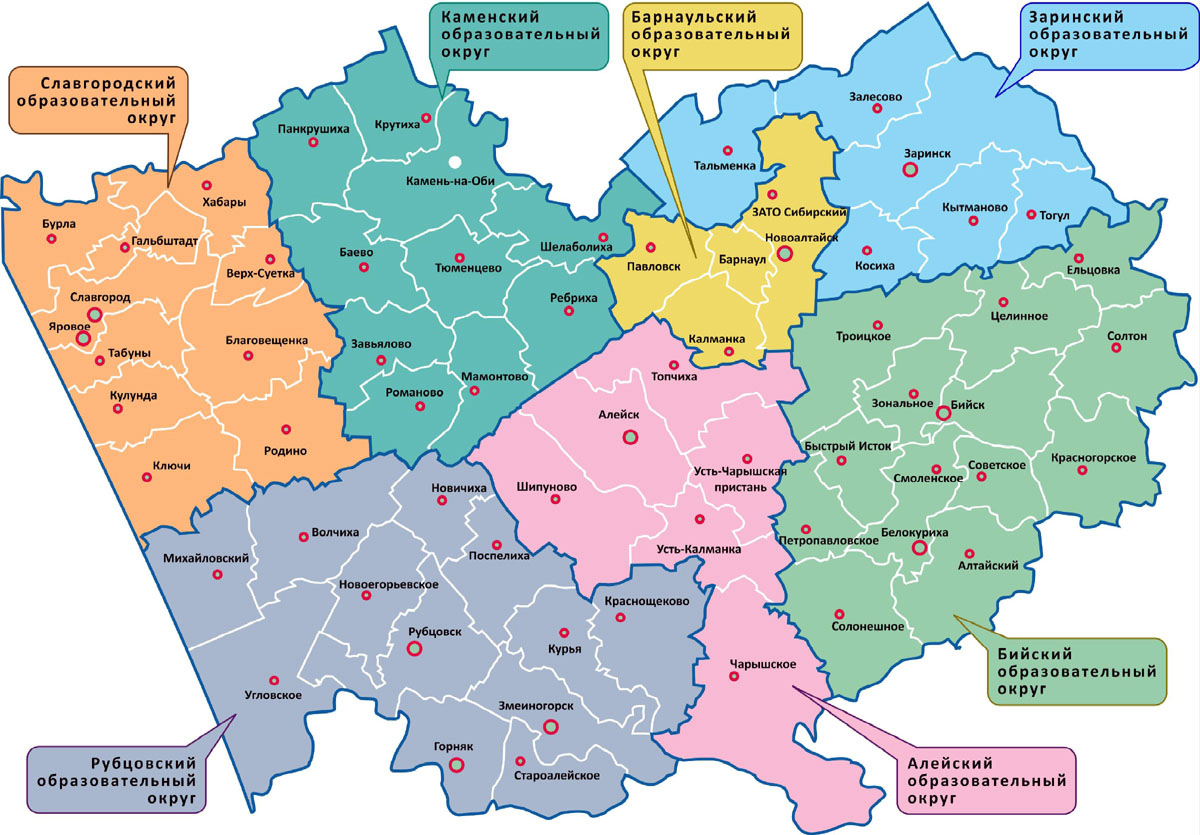 Каменский
образовательный
округ
Барнаульский
образовательный
округ
Заринский
образовательный
округ
Славгородский
образовательный
округ
Панкрушиха
Крутиха
Камень-на-Оби
Баево
Тюменцево
Шелаболиха
Ребриха
Завьялово
Романово
Мамонтово
Тальменка
Залесово
Заринск
Кытманово
Тогул
Косиха
ЗАТО Сибирский
Новоалтайск
Барнаул
Павловск
Калманка
Хабары
Бурла
Гальбштадт
Верх-Суетка
Славгород
Яровое
Табуны
Благовещенка
Кулунда
Родино
Ключи
Ельцовка
Целинное
Троицкое
Солтон
Зональное
Бийск
Быстрый Исток
Смоленское
Советское
Красногорское
Петропавловское
Белокуриха
Алтайский
Солонешное
Топчиха
Алейск
Усть-Чарышская
пристань
Шипуново
Усть-Калманка
Чарышское
Новичиха
Волчиха
Поспелиха
Михайловский
Новоегорьевское
Краснощеково
Рубцовск
Курья
Угловское
Змеиногорск
Горняк
Староалейское
Бийский
образовательный
округ
Рубцовский
образовательный
округ
Алейский
образовательный
округ